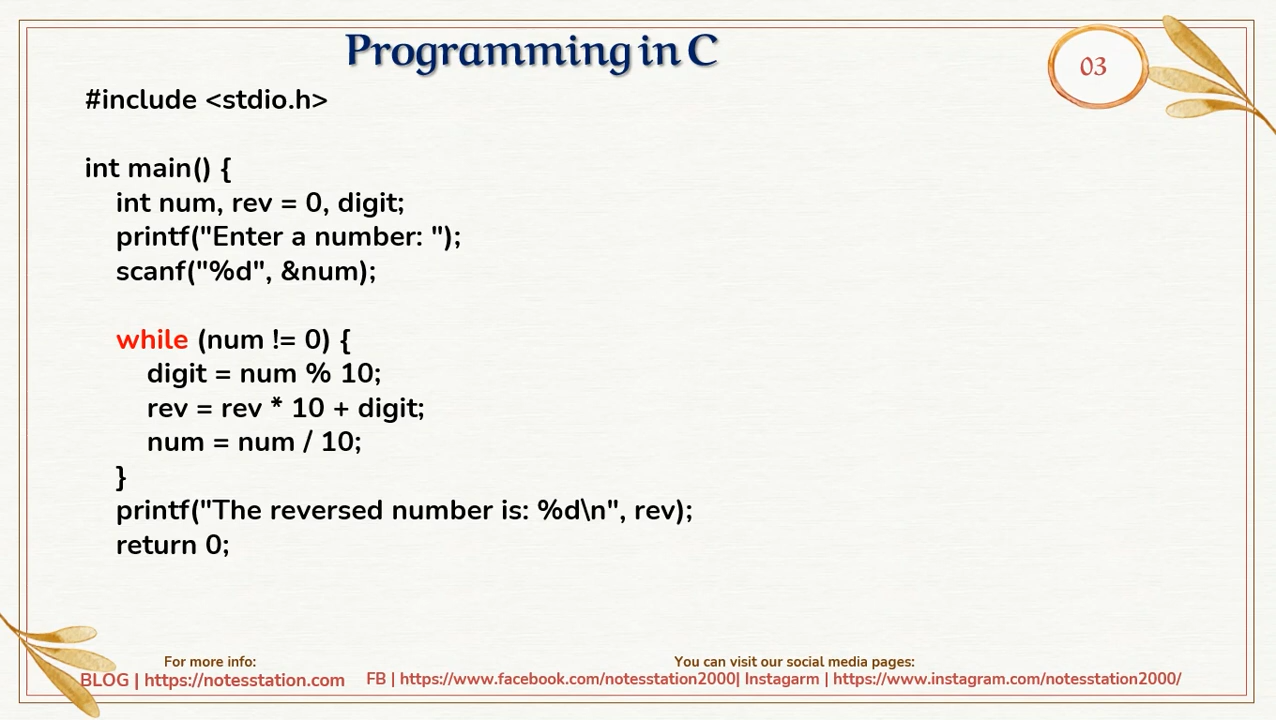 Programming in C
03
#include <stdio.h>
int main() {
int num, rev = 0, digit;
printf("Enter a number: ");
scanf("%d", &num);
while (num != 0) {
digit = num % 10;
rev = rev * 10 + digit;
num = num / 10;
}
printf("The reversed number is: %d\n", rev);
return 0;
For more info:
BLOG | https://notesstation.com
You can visit our social media pages:
FB | https://www.facebook.com/notesstation2000| Instagarm | https://www.instagram.com/notesstation2000/